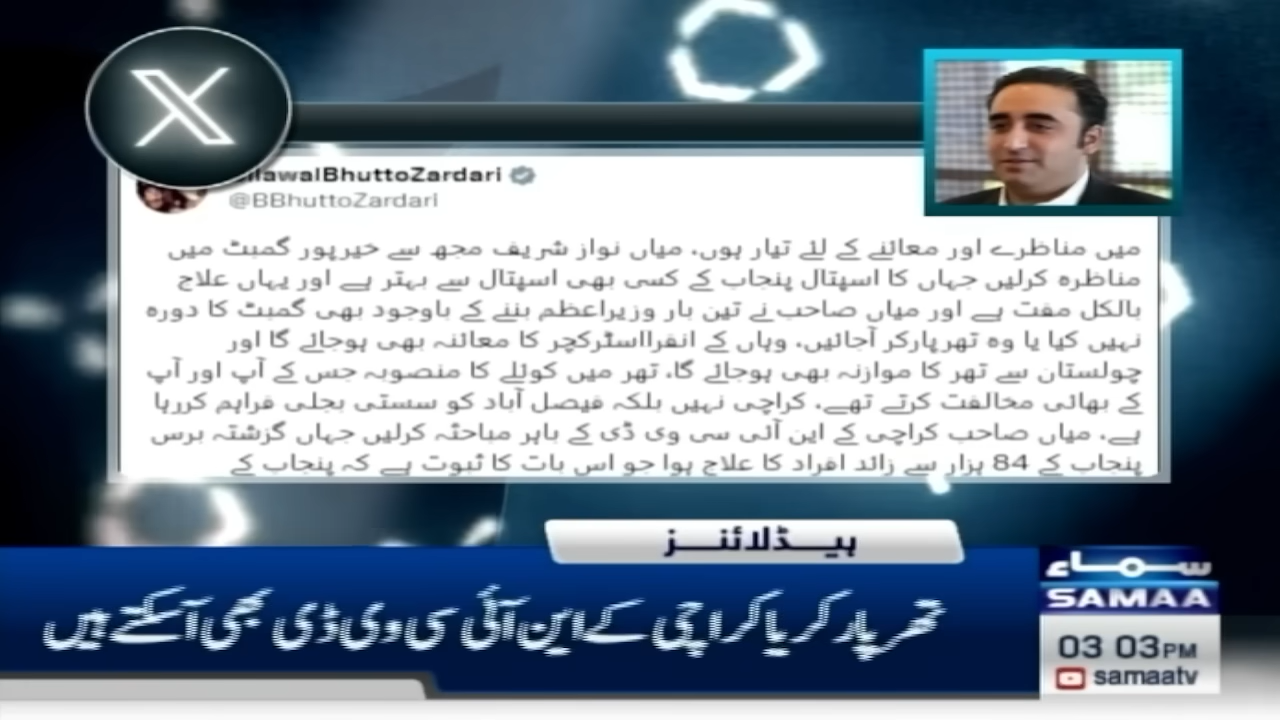 BhuttoZardari
@BBhuttoZardari
میں مناظرے اور معائنے کے لئے تیار ہوں، میاں نواز شریف مجھ سے خیرپور گمبٹ میں
مناظرہ کرلیں جہاں کا اسپتال پنجاب کے کسی بھی اسپتال سے بہتر ہے اور یہاں علاج
بالکل مفت ہے اور میاں صاحب نے تین بار وزیراعظم بننے کے باوجود بھی گمبٹ کا دورہ
نہیں کیا یا وہ تھرپارکر آجائیں، وہاں کے انفرااسٹرکچر کا معائنہ بھی ہوجائے گا اور
چولستان سے تھر کا موازنہ بھی ہوجائے گا، تھر میں کوئلے کا منصوبہ جس کے آپ اور آپ
کے بھائی مخالفت کرتے تھے، کراچی نہیں بلکہ فیصل آباد کو سستی بجلی فراہم کررہا
ہے، میاں صاحب کراچی کے این آئی سی وی ڈی کے باہر مباحثہ کرلیں جہاں گزشتہ برس
پنجاب کے 84 ہزار سے زائد افراد کا علاج ہوا جو اس بات کا ثبوت ہے کہ پنجاب کے
ہیڈلائنز
تھرپارکر یا کراچی کے این آئی سی وی ڈی بھی آسکتے ہیں
سماء
SAMAA
03 03PM
samaatv